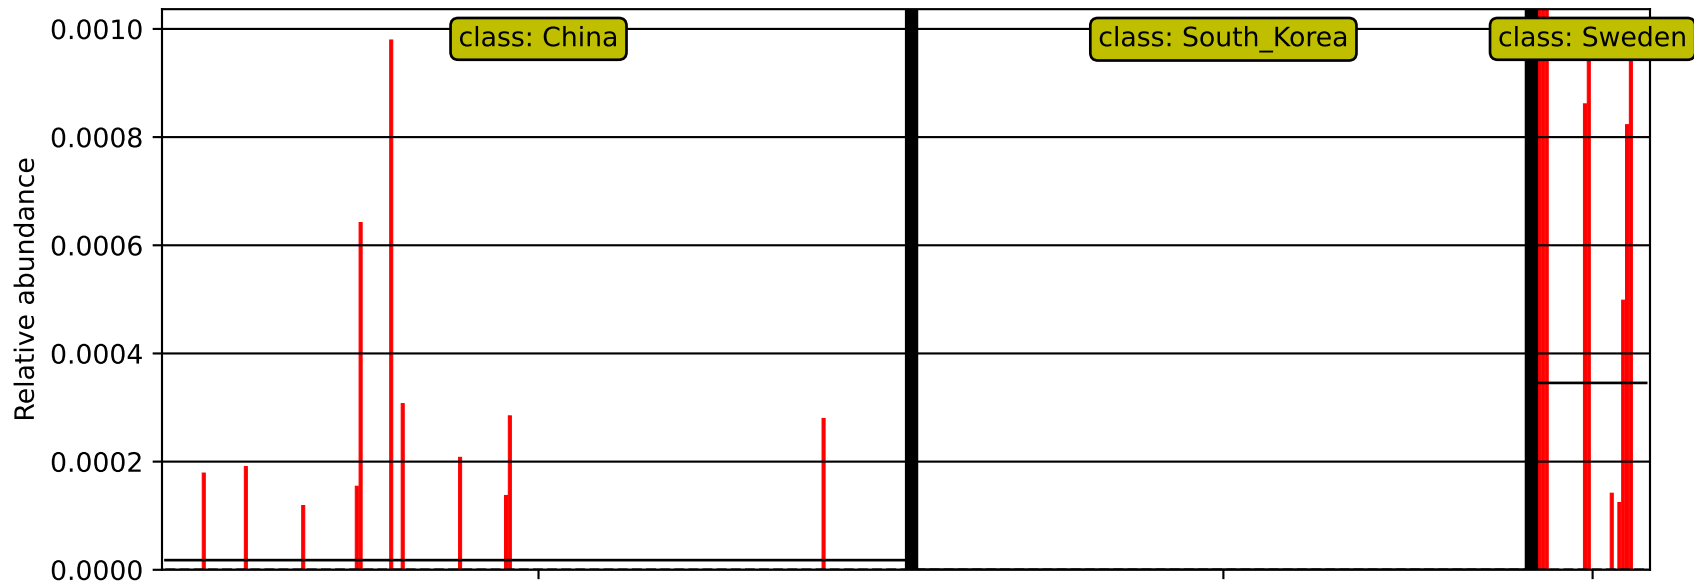 0.0010
class: China
class: South_Korea
class: Sweden
0.0008
0.0006
0.0004
0.0002
0.0000
Relative abundance